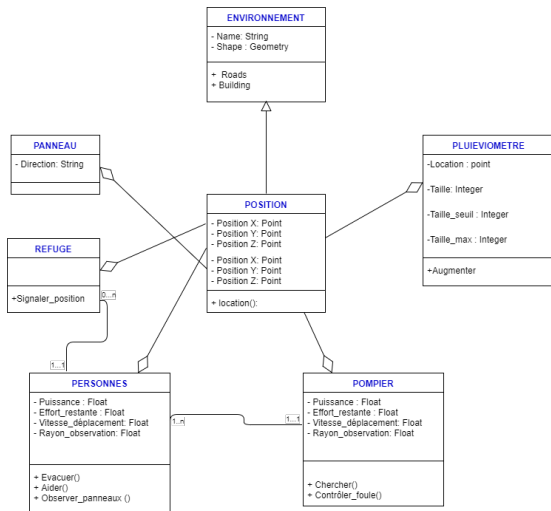 ENVIRONNEMENT
- Name: String
- Shape : Geometry
+ Roads
+ Building
PANNEAU
- Direction: String
PLUIEVIOMETRE
-Location : point
-Taille: Integer
-Taille_seuil : Integer
-Taille_max : Integer
+Augmenter
POSITION
- Position X: Point
- Position Y: Point
- Position Z: Point
- Position X: Point
- Position Y: Point
- Position Z: Point
+ location():
REFUGE
+Signaler_position
0...n
1...1
PERSONNES
- Puissance : Float
- Effort_restante : Float
- Vitesse_déplacement: Float
- Rayon_observation: Float
+ Evacuer()
+ Aider()
+ Observer_panneaux ()
1..n
1...1
POMPIER
- Puissance : Float
- Effort_restante : Float
- Vitesse_déplacement: Float
- Rayon_observation: Float
+ Chercher()
+ Contrôler_foule()